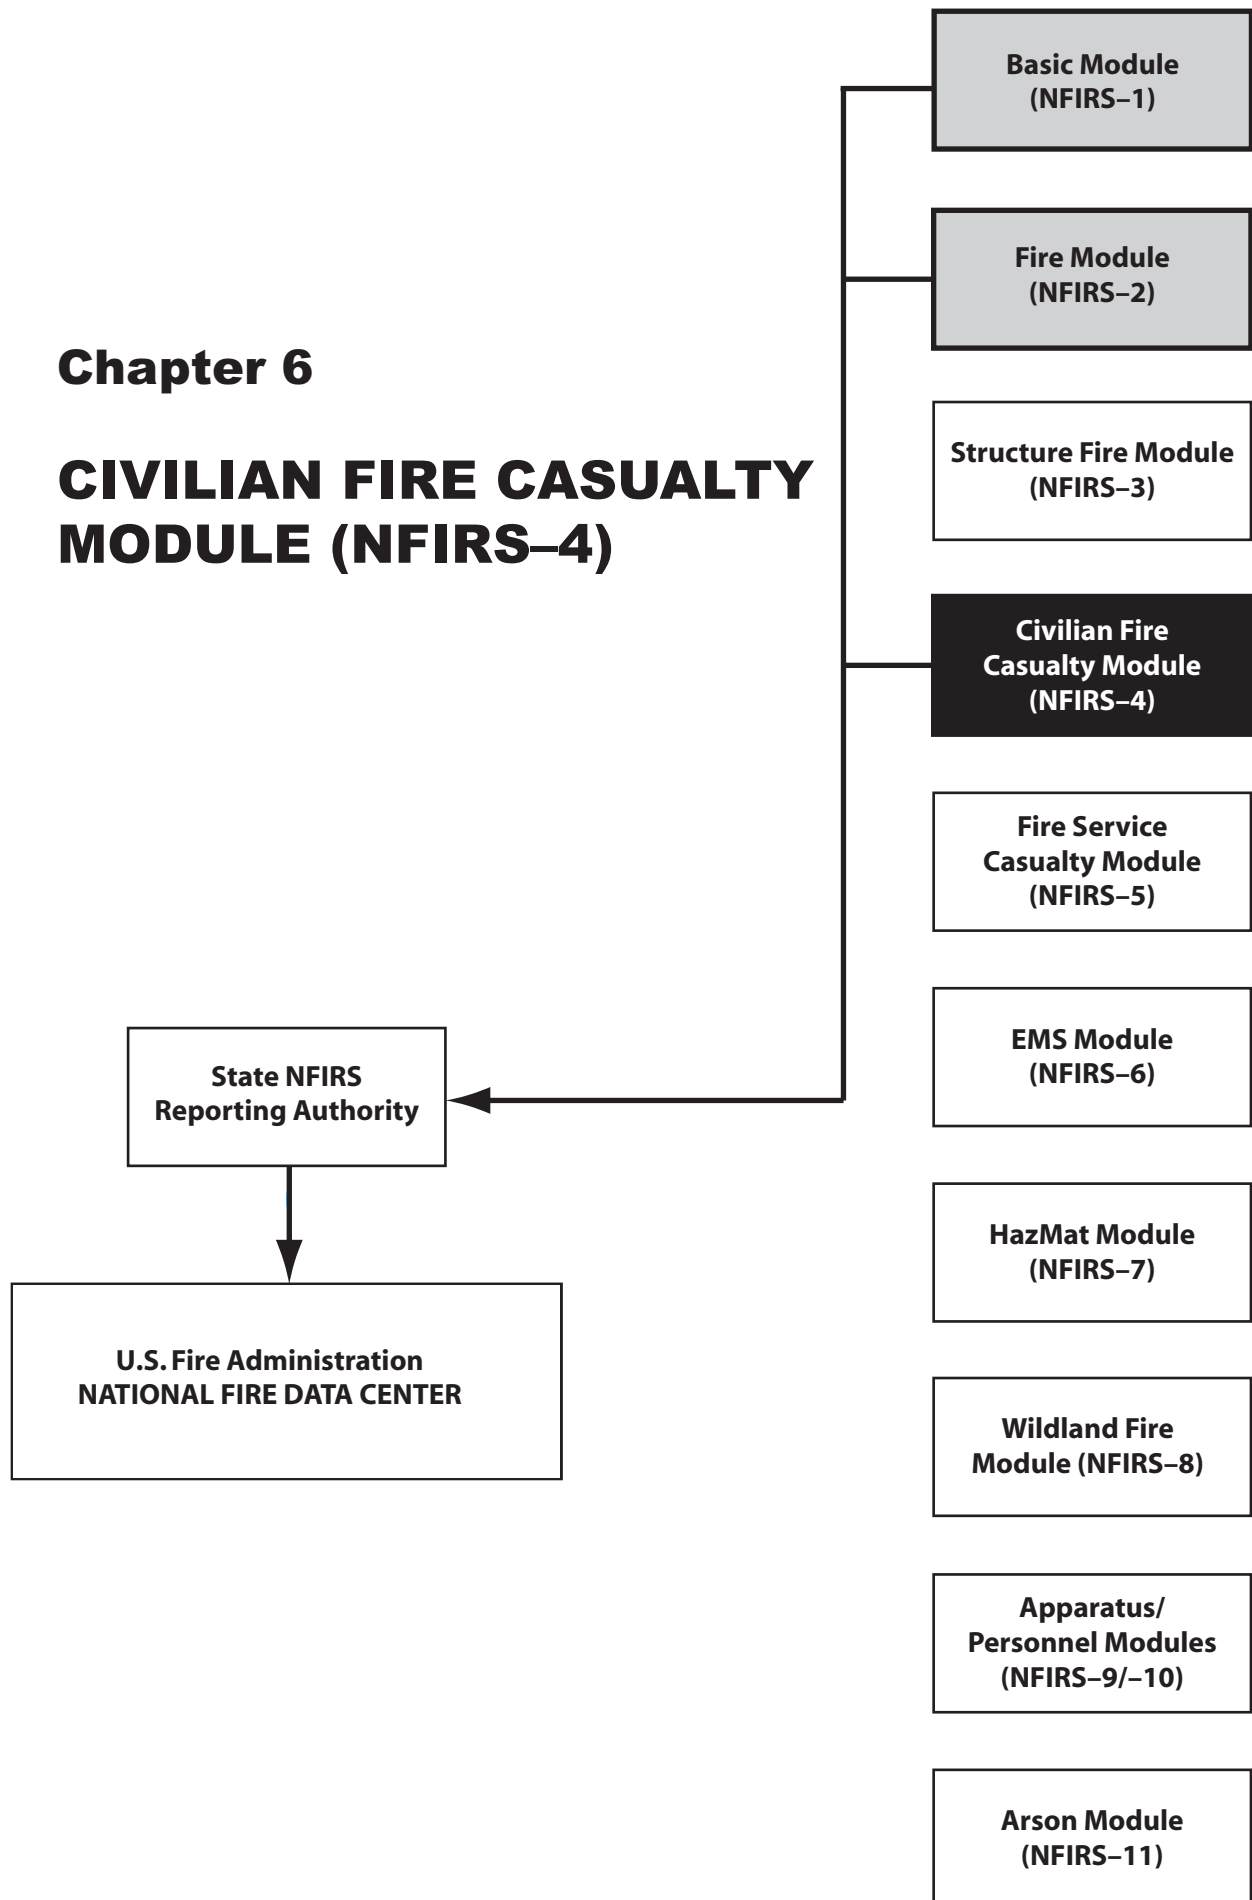 Chapter 6
CIVILIAN FIRE CASUALTY
MODULE (NFIRS–4)
Basic Module
(NFIRS–1)
Fire Module
(NFIRS–2)
Structure Fire Module
(NFIRS–3)
Civilian Fire
Casualty Module
(NFIRS–4)
Fire Service
Casualty Module
(NFIRS–5)
EMS Module
(NFIRS–6)
HazMat Module
(NFIRS–7)
Wildland Fire
Module (NFIRS–8)
Apparatus/
Personnel Modules
(NFIRS–9/–10)
Arson Module
(NFIRS–11)
State NFIRS
Reporting Authority
U.S. Fire Administration
NATIONAL FIRE DATA CENTER